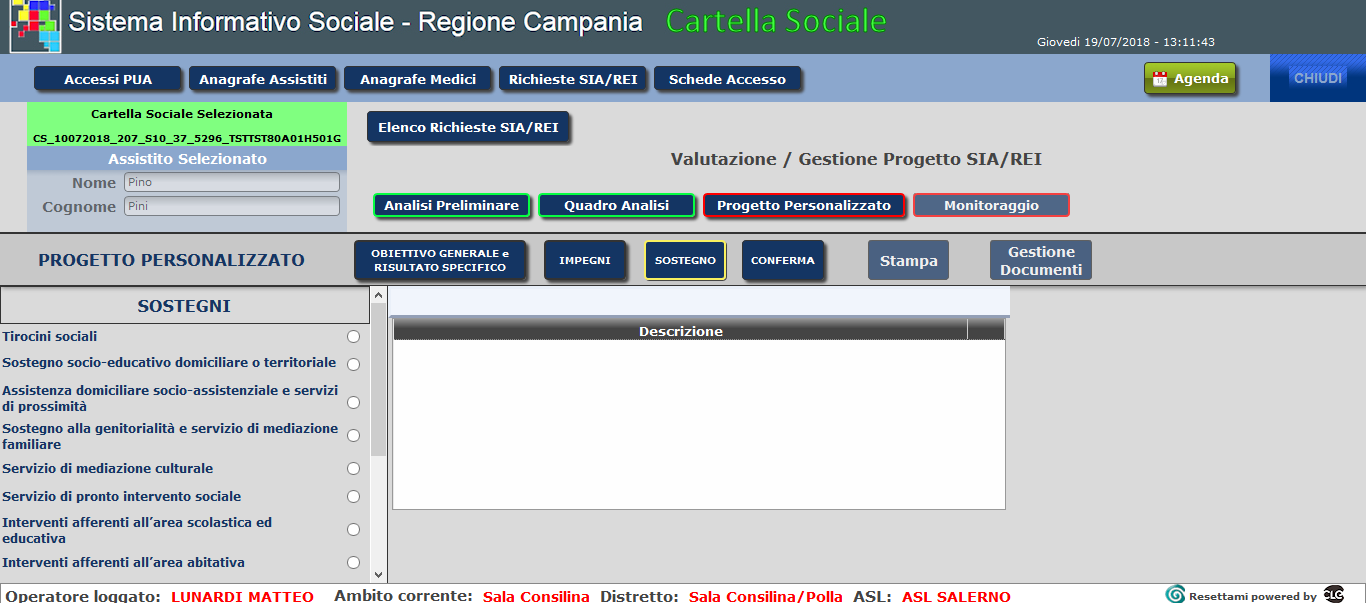 Sistema Informativo Sociale - Regione Campania Cartella Sociale
Giovedì 19/07/2018 - 13:11:43
Accessi PUA Anagrafe Assistiti Anagrafe Medici Richieste SIA/REI Schede Accesso Agenda CHIUDI
Cartella Sociale Selezionata
CS_10072018_207_S10_37_5296_TSTTST80A01H501G
Elenco Richieste SIA/REI
Assistito Selezionato
Valutazione / Gestione Progetto SIA/REI
Nome Pino
Cognome Pini
Analisi Preliminare Quadro Analisi Progetto Personalizzato Monitoraggio
PROGETTO PERSONALIZZATO
OBIETTIVO GENERALE e
RISULTATO SPECIFICO
IMPEGNI SOSTEGNO CONFERMA Stampa
Gestione
Documenti
SOSTEGNI
Tirocini sociali
Sostegno socio-educativo domiciliare o territoriale
Assistenza domiciliare socio-assistenziale e servizi
di prossimità
Sostegno alla genitorialità e servizio di mediazione
familiare
Servizio di mediazione culturale
Servizio di pronto intervento sociale
Interventi afferenti all’area scolastica ed
educativa
Interventi afferenti all’area abitativa
Descrizione
Operatore loggato: LUNARDI MATTEO Ambito corrente: Sala Consilina Distretto: Sala Consilina/Polla ASL: ASL SALERNO Resettami powered by CLG